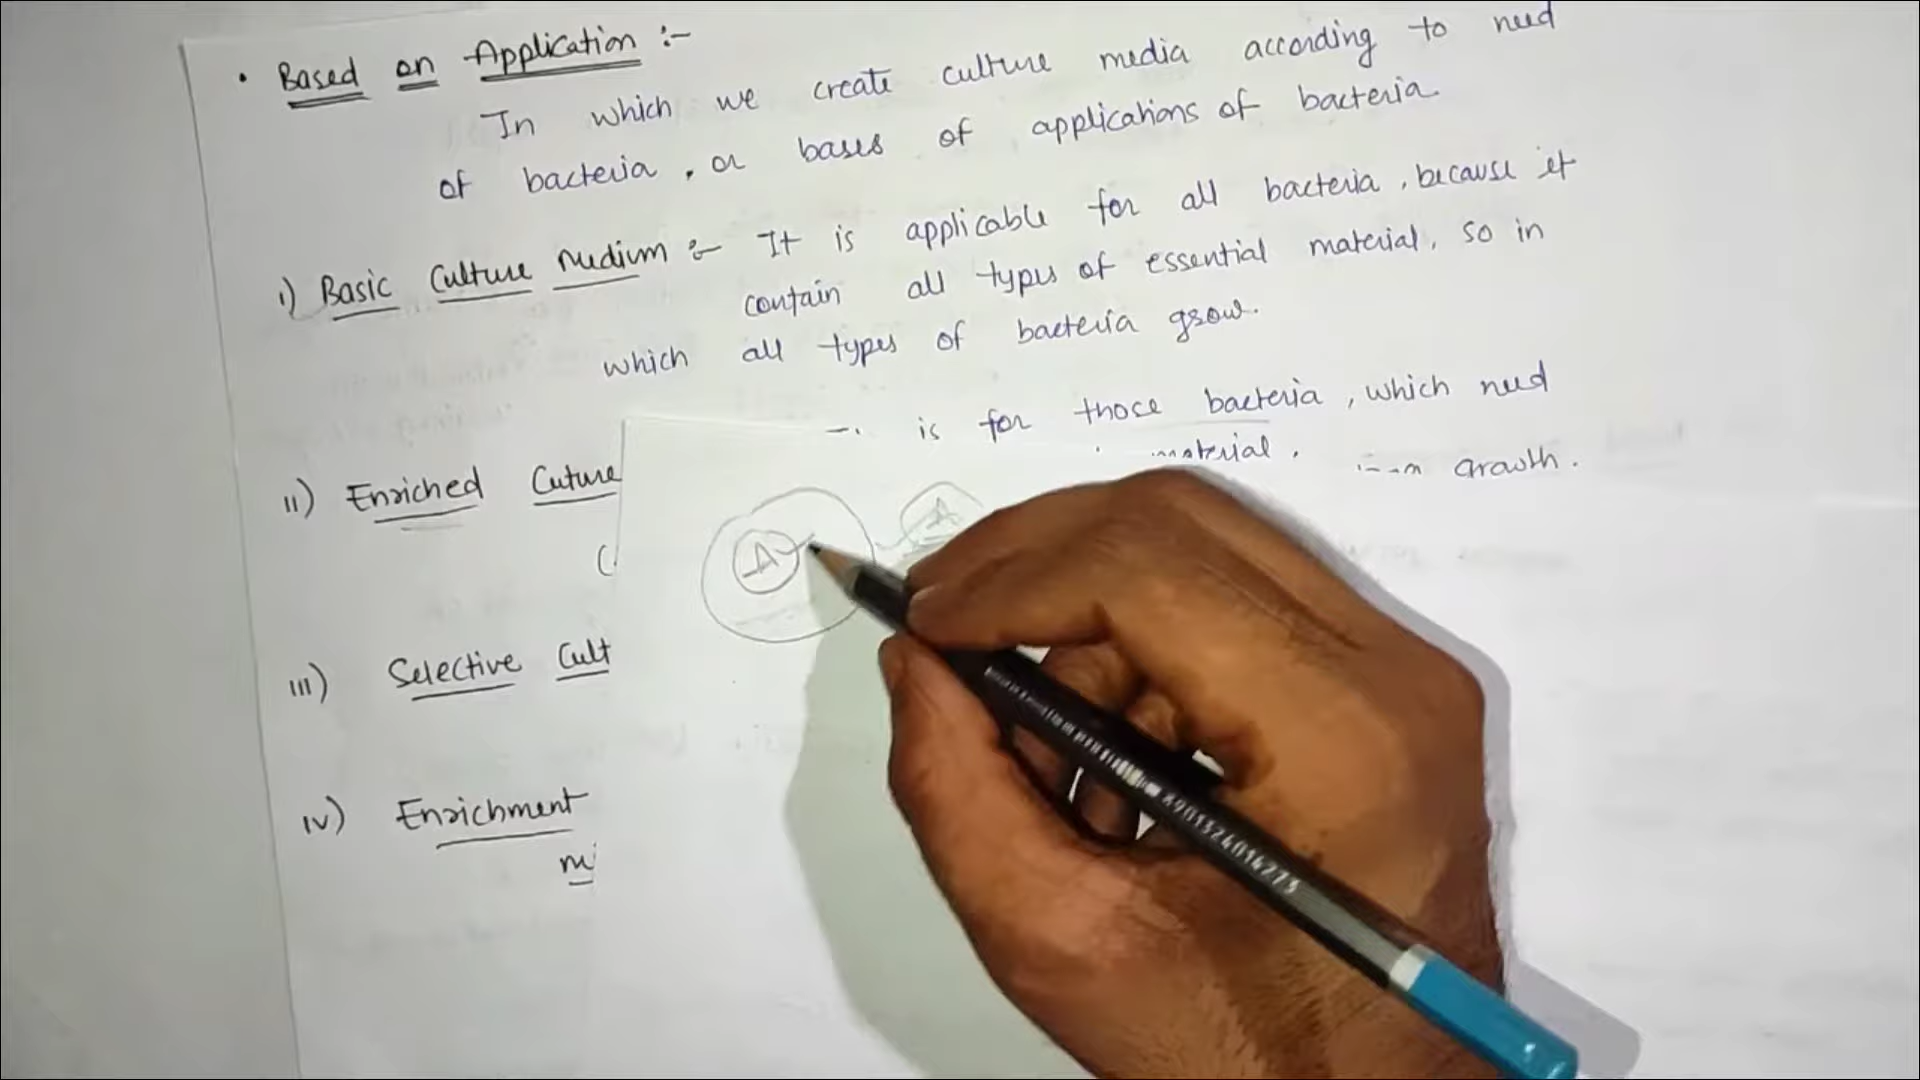 • Based on Application :-
In which we create culture media according to need
of bacteria, or bases of applications of bacteria.
i) Basic Culture medium :- It is applicable for all bacteria, because it
contain all types of essential material, so in
which all types of bacteria grow.
is for those bacteria, which need
II) Enriched Cuture
material.
growth.
(
A
A
III) Selective Cult
IV) Enrichment
m
6901324014273